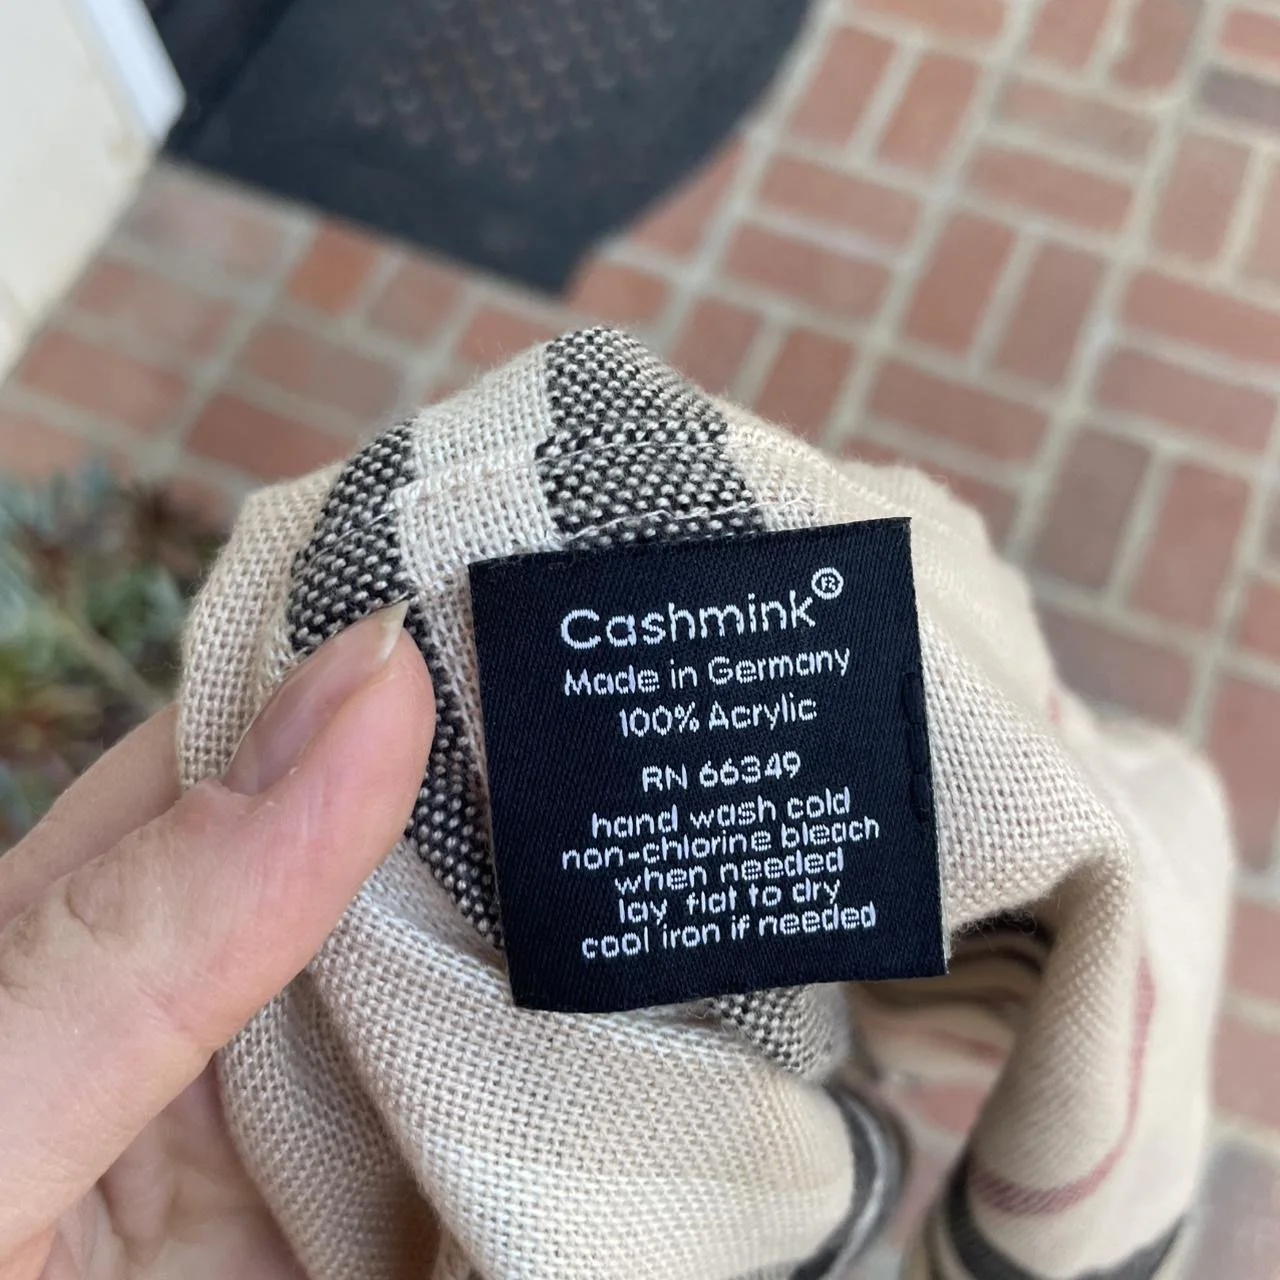 Cashmink®
Made in Germany
100% Acrylic
RN 66349
hand wash cold
non-chlorine bleach
when needed
lay flat to dry
cool iron if needed